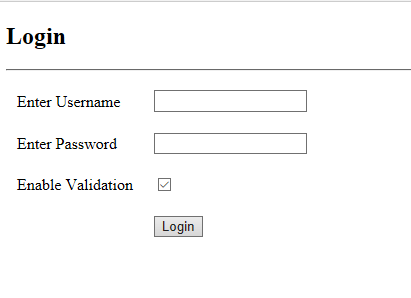 Login
Enter Username
Enter Password
Enable Validation
Login